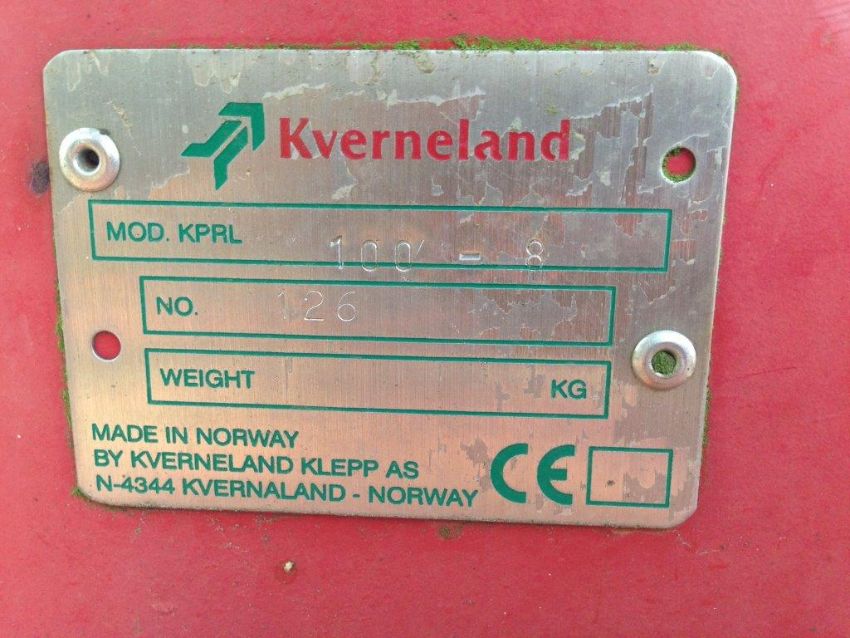 Kverneland
MOD. KPRL 100 - 8
NO. 126
WEIGHT KG
MADE IN NORWAY
BY KVERNELAND KLEPP AS
N-4344 KVERNALAND - NORWAY
CE